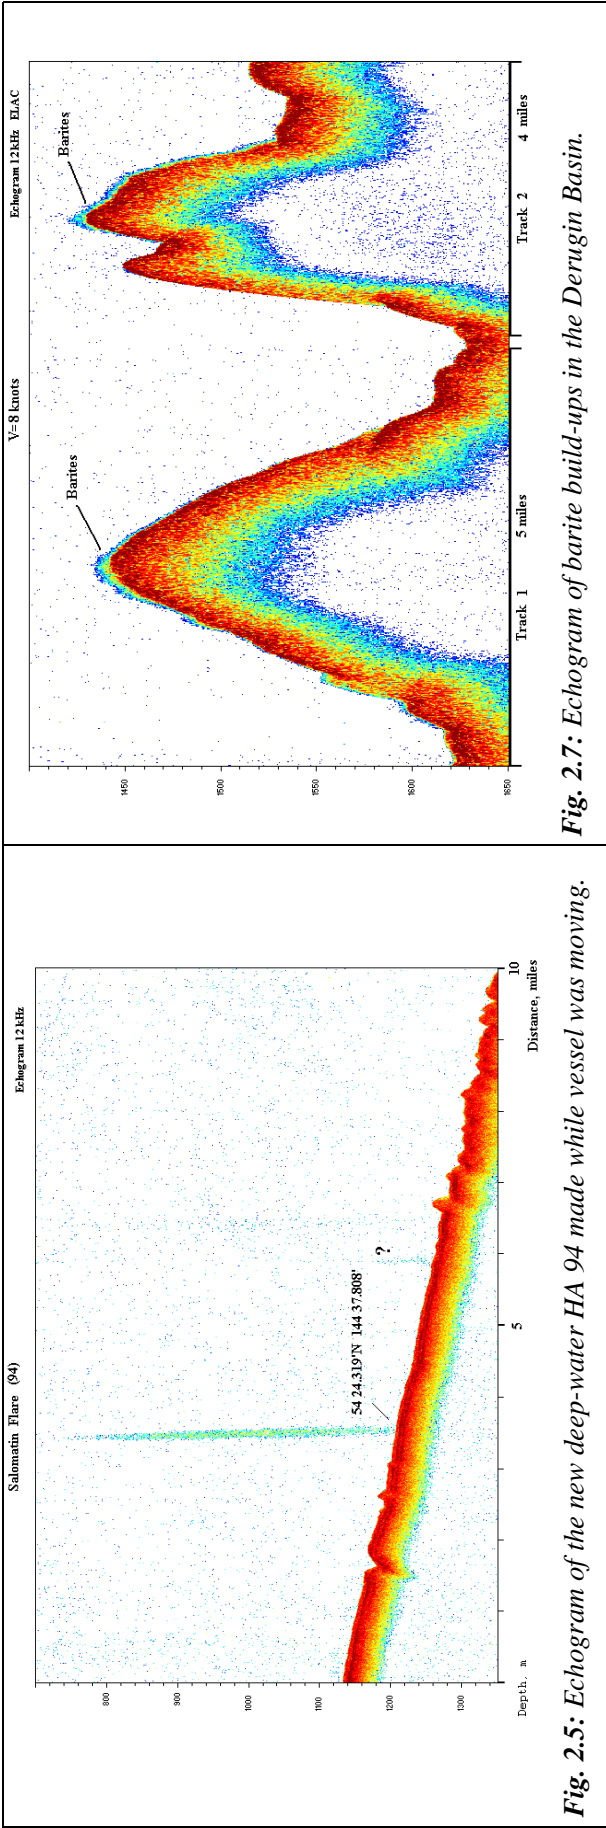 Salomatin Flare (94)
Echogram 12 kHz
800
900
1000
1100
1200
1300
Depth, m
54 24.319'N 144 37.808'
?
5
10
Distance, miles
Fig. 2.5: Echogram of the new deep-water HA 94 made while vessel was moving.
V=8 knots
Echogram 12 kHz ELAC
Barites
Barites
1450
1500
1550
1600
1650
Track 1 5 miles
Track 2 4 miles
Fig. 2.7: Echogram of barite build-ups in the Derugin Basin.